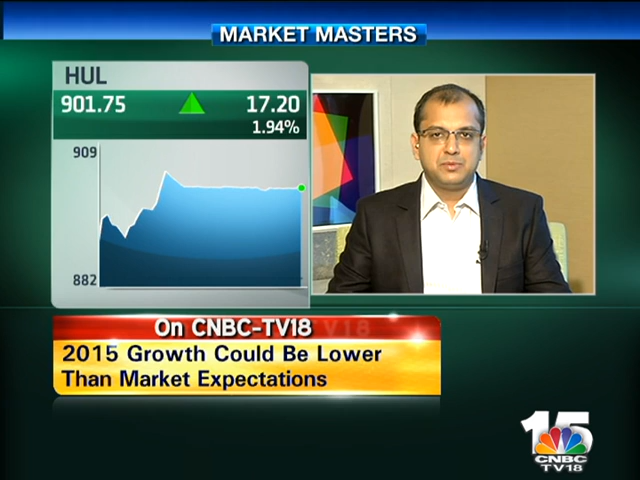 MARKET MASTERS
HUL
901.75 17.20
1.94%
909
882
On CNBC-TV18
2015 Growth Could Be Lower
Than Market Expectations
15
CNBC
TV18